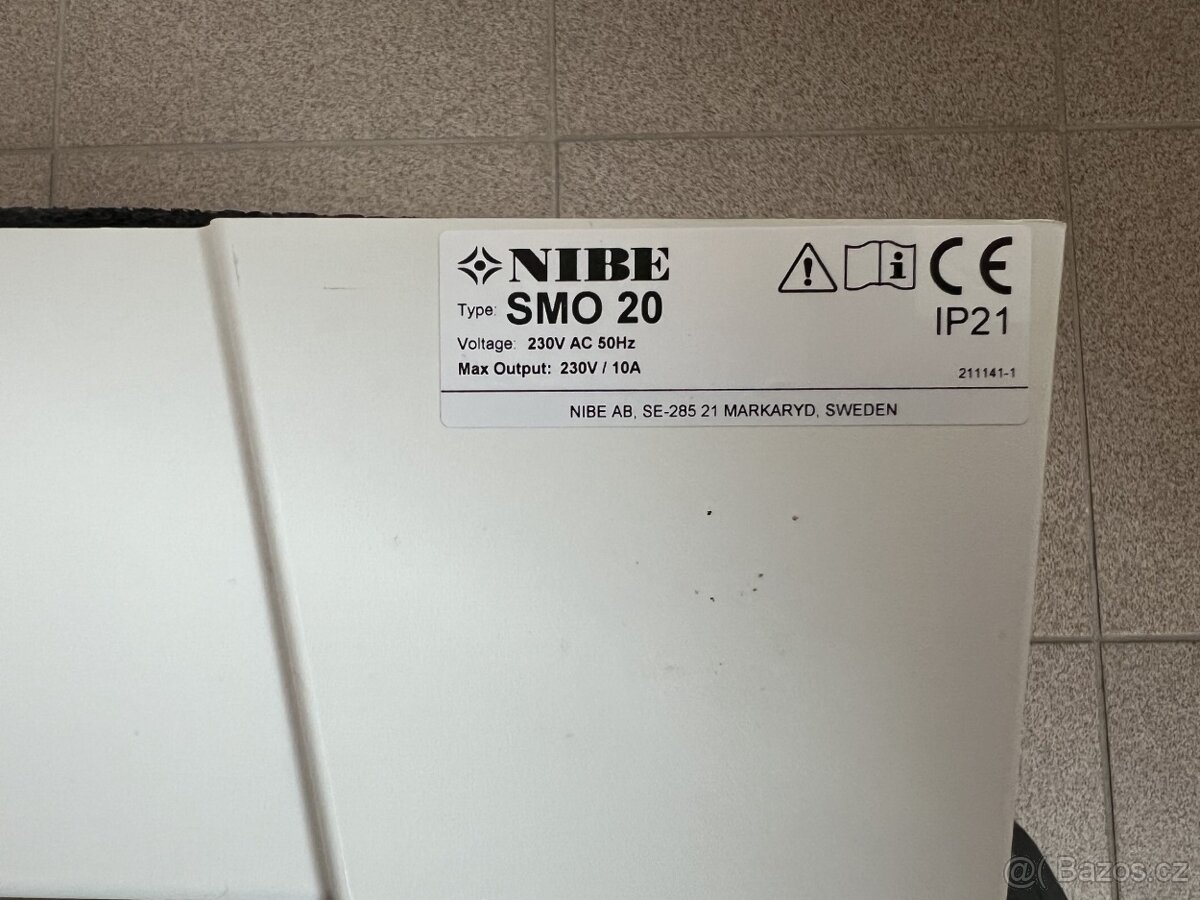 NIBE
Type: SMO 20
Voltage: 230V AC 50Hz
Max Output: 230V / 10A
i CE
IP21
211141-1
NIBE AB, SE-285 21 MARKARYD, SWEDEN
@( Bazos.cz